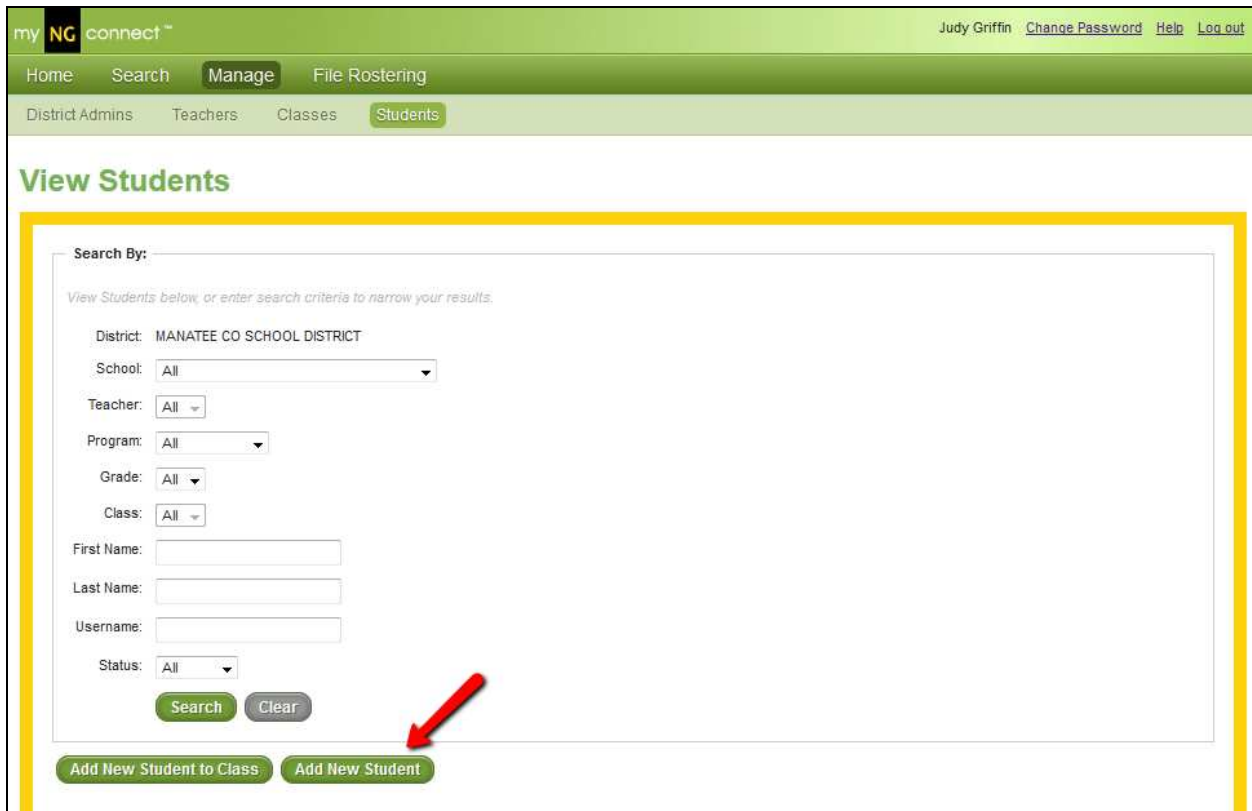 my NG connect™ Judy Griffin Change Password Help Log out
Home Search Manage File Rostering
District Admins Teachers Classes Students
View Students
Search By:
View Students below, or enter search criteria to narrow your results.
District: MANATEE CO SCHOOL DISTRICT
School: All
Teacher: All
Program: All
Grade: All
Class: All
First Name:
Last Name:
Username:
Status: All
Search Clear
Add New Student to Class Add New Student